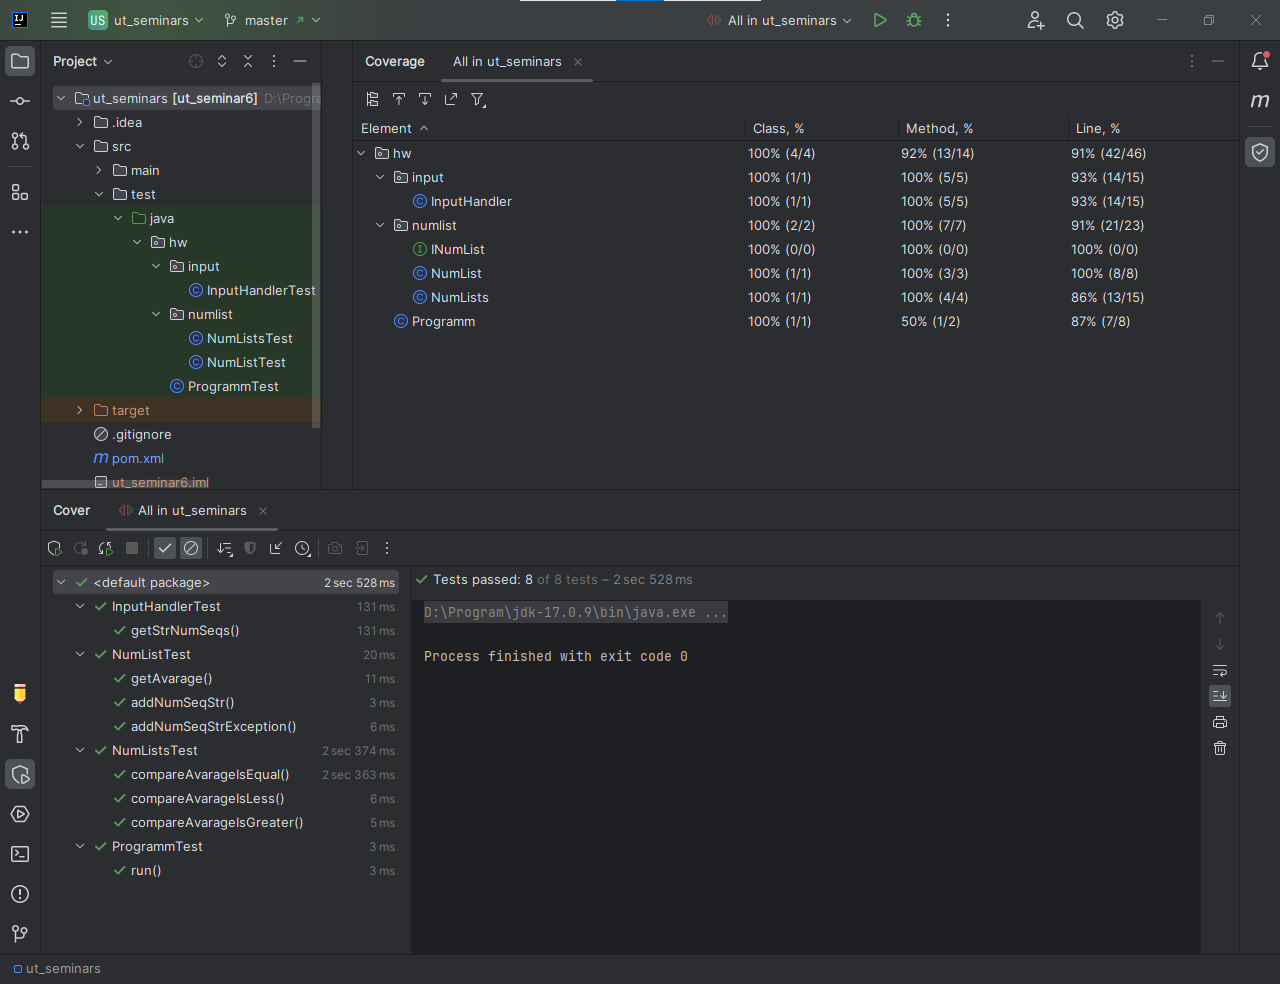 US ut_seminars master All in ut_seminars
Project
ut_seminars [ut_seminar6] D:\Progra
.idea
src
main
test
java
hw
input
InputHandlerTest
numlist
NumListsTest
NumListTest
ProgrammTest
target
.gitignore
pom.xml
ut_seminar6.iml
Coverage All in ut_seminars
Element Class, % Method, % Line, %
hw 100% (4/4) 92% (13/14) 91% (42/46)
input 100% (1/1) 100% (5/5) 93% (14/15)
InputHandler 100% (1/1) 100% (5/5) 93% (14/15)
numlist 100% (2/2) 100% (7/7) 91% (21/23)
INumList 100% (0/0) 100% (0/0) 100% (0/0)
NumList 100% (1/1) 100% (3/3) 100% (8/8)
NumLists 100% (1/1) 100% (4/4) 86% (13/15)
Programm 100% (1/1) 50% (1/2) 87% (7/8)
Cover All in ut_seminars
<default package> 2 sec 528 ms
InputHandlerTest 131 ms
getStrNumSeqs() 131 ms
NumListTest 20 ms
getAvarage() 11 ms
addNumSeqStr() 3 ms
addNumSeqStrException() 6 ms
NumListsTest 2 sec 374 ms
compareAvarageIsEqual() 2 sec 363 ms
compareAvarageIsLess() 6 ms
compareAvarageIsGreater() 5 ms
ProgrammTest 3 ms
run() 3 ms
Tests passed: 8 of 8 tests – 2 sec 528 ms
D:\Program\jdk-17.0.9\bin\java.exe ...
Process finished with exit code 0
ut_seminars